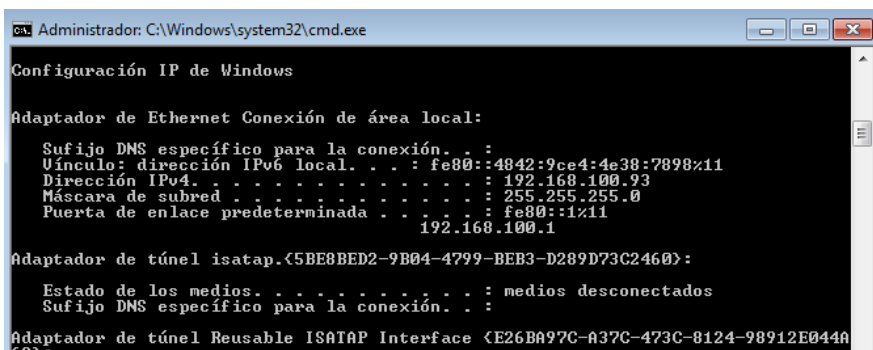 Administrador: C:\Windows\system32\cmd.exe
Configuración IP de Windows
Adaptador de Ethernet Conexión de área local:
Sufijo DNS específico para la conexión. . :
Vínculo: dirección IPv6 local. . . : fe80::4842:9ce4:4e38:7898%11
Dirección IPv4. . . . . . . . . . . . . . : 192.168.100.93
Máscara de subred . . . . . . . . . . . . : 255.255.255.0
Puerta de enlace predeterminada . . . . . : fe80::1%11
192.168.100.1
Adaptador de túnel isatap.{5BE8BED2-9B04-4799-BEB3-D289D73C2460}:
Estado de los medios. . . . . . . . . . . : medios desconectados
Sufijo DNS específico para la conexión. . :
Adaptador de túnel Reusable ISATAP Interface {E26BA97C-A37C-473C-8124-98912E044A